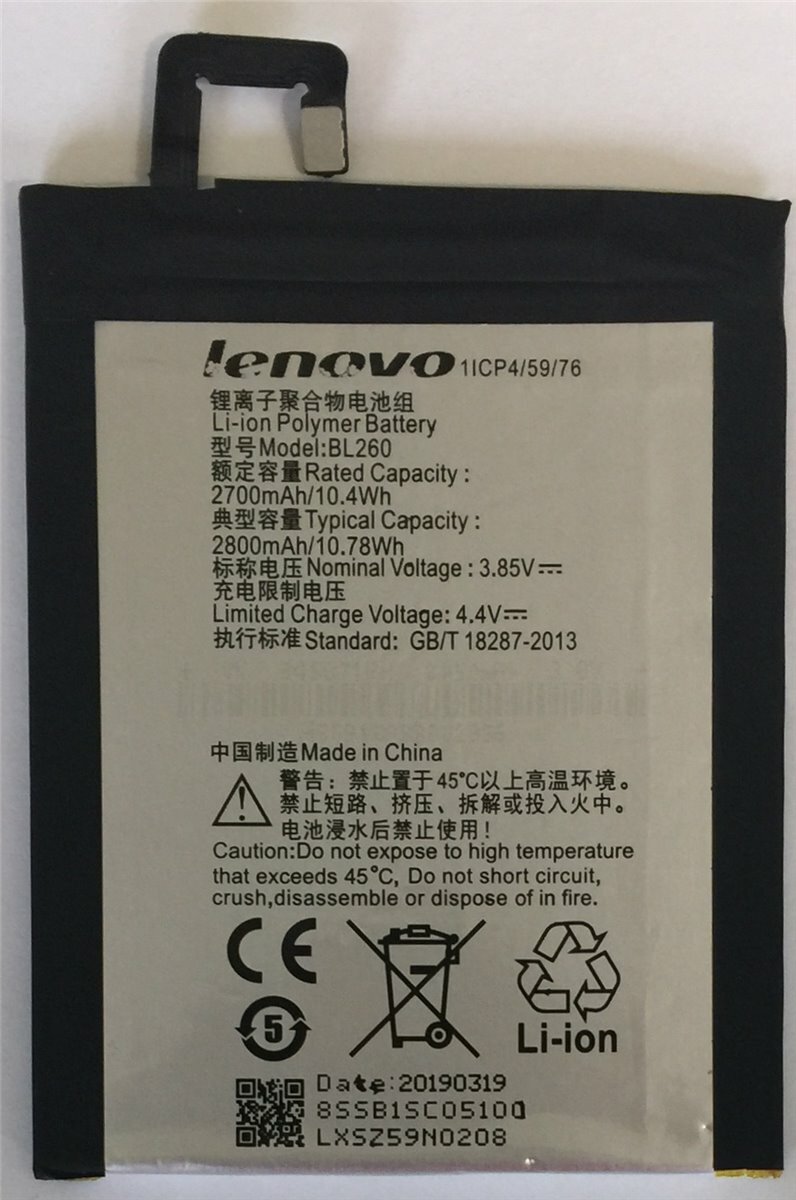 lenovo 1ICP4/59/76
锂离子聚合物电池组
Li-ion Polymer Battery
型号Model:BL260
额定容量Rated Capacity :
2700mAh/10.4Wh
典型容量Typical Capacity :
2800mAh/10.78Wh
标称电压Nominal Voltage : 3.85V⎓
充电限制电压
Limited Charge Voltage: 4.4V⎓
执行标准Standard: GB/T 18287-2013
中国制造Made in China
警告：禁止置于45℃以上高温环境。
禁止短路、挤压、拆解或投入火中。
电池浸水后禁止使用！
Caution:Do not expose to high temperature
that exceeds 45℃, Do not short circuit,
crush,disassemble or dispose of in fire.
CE
5
Li-ion
Date:20190319
8SSB1SC05100
LXSZ59N0208